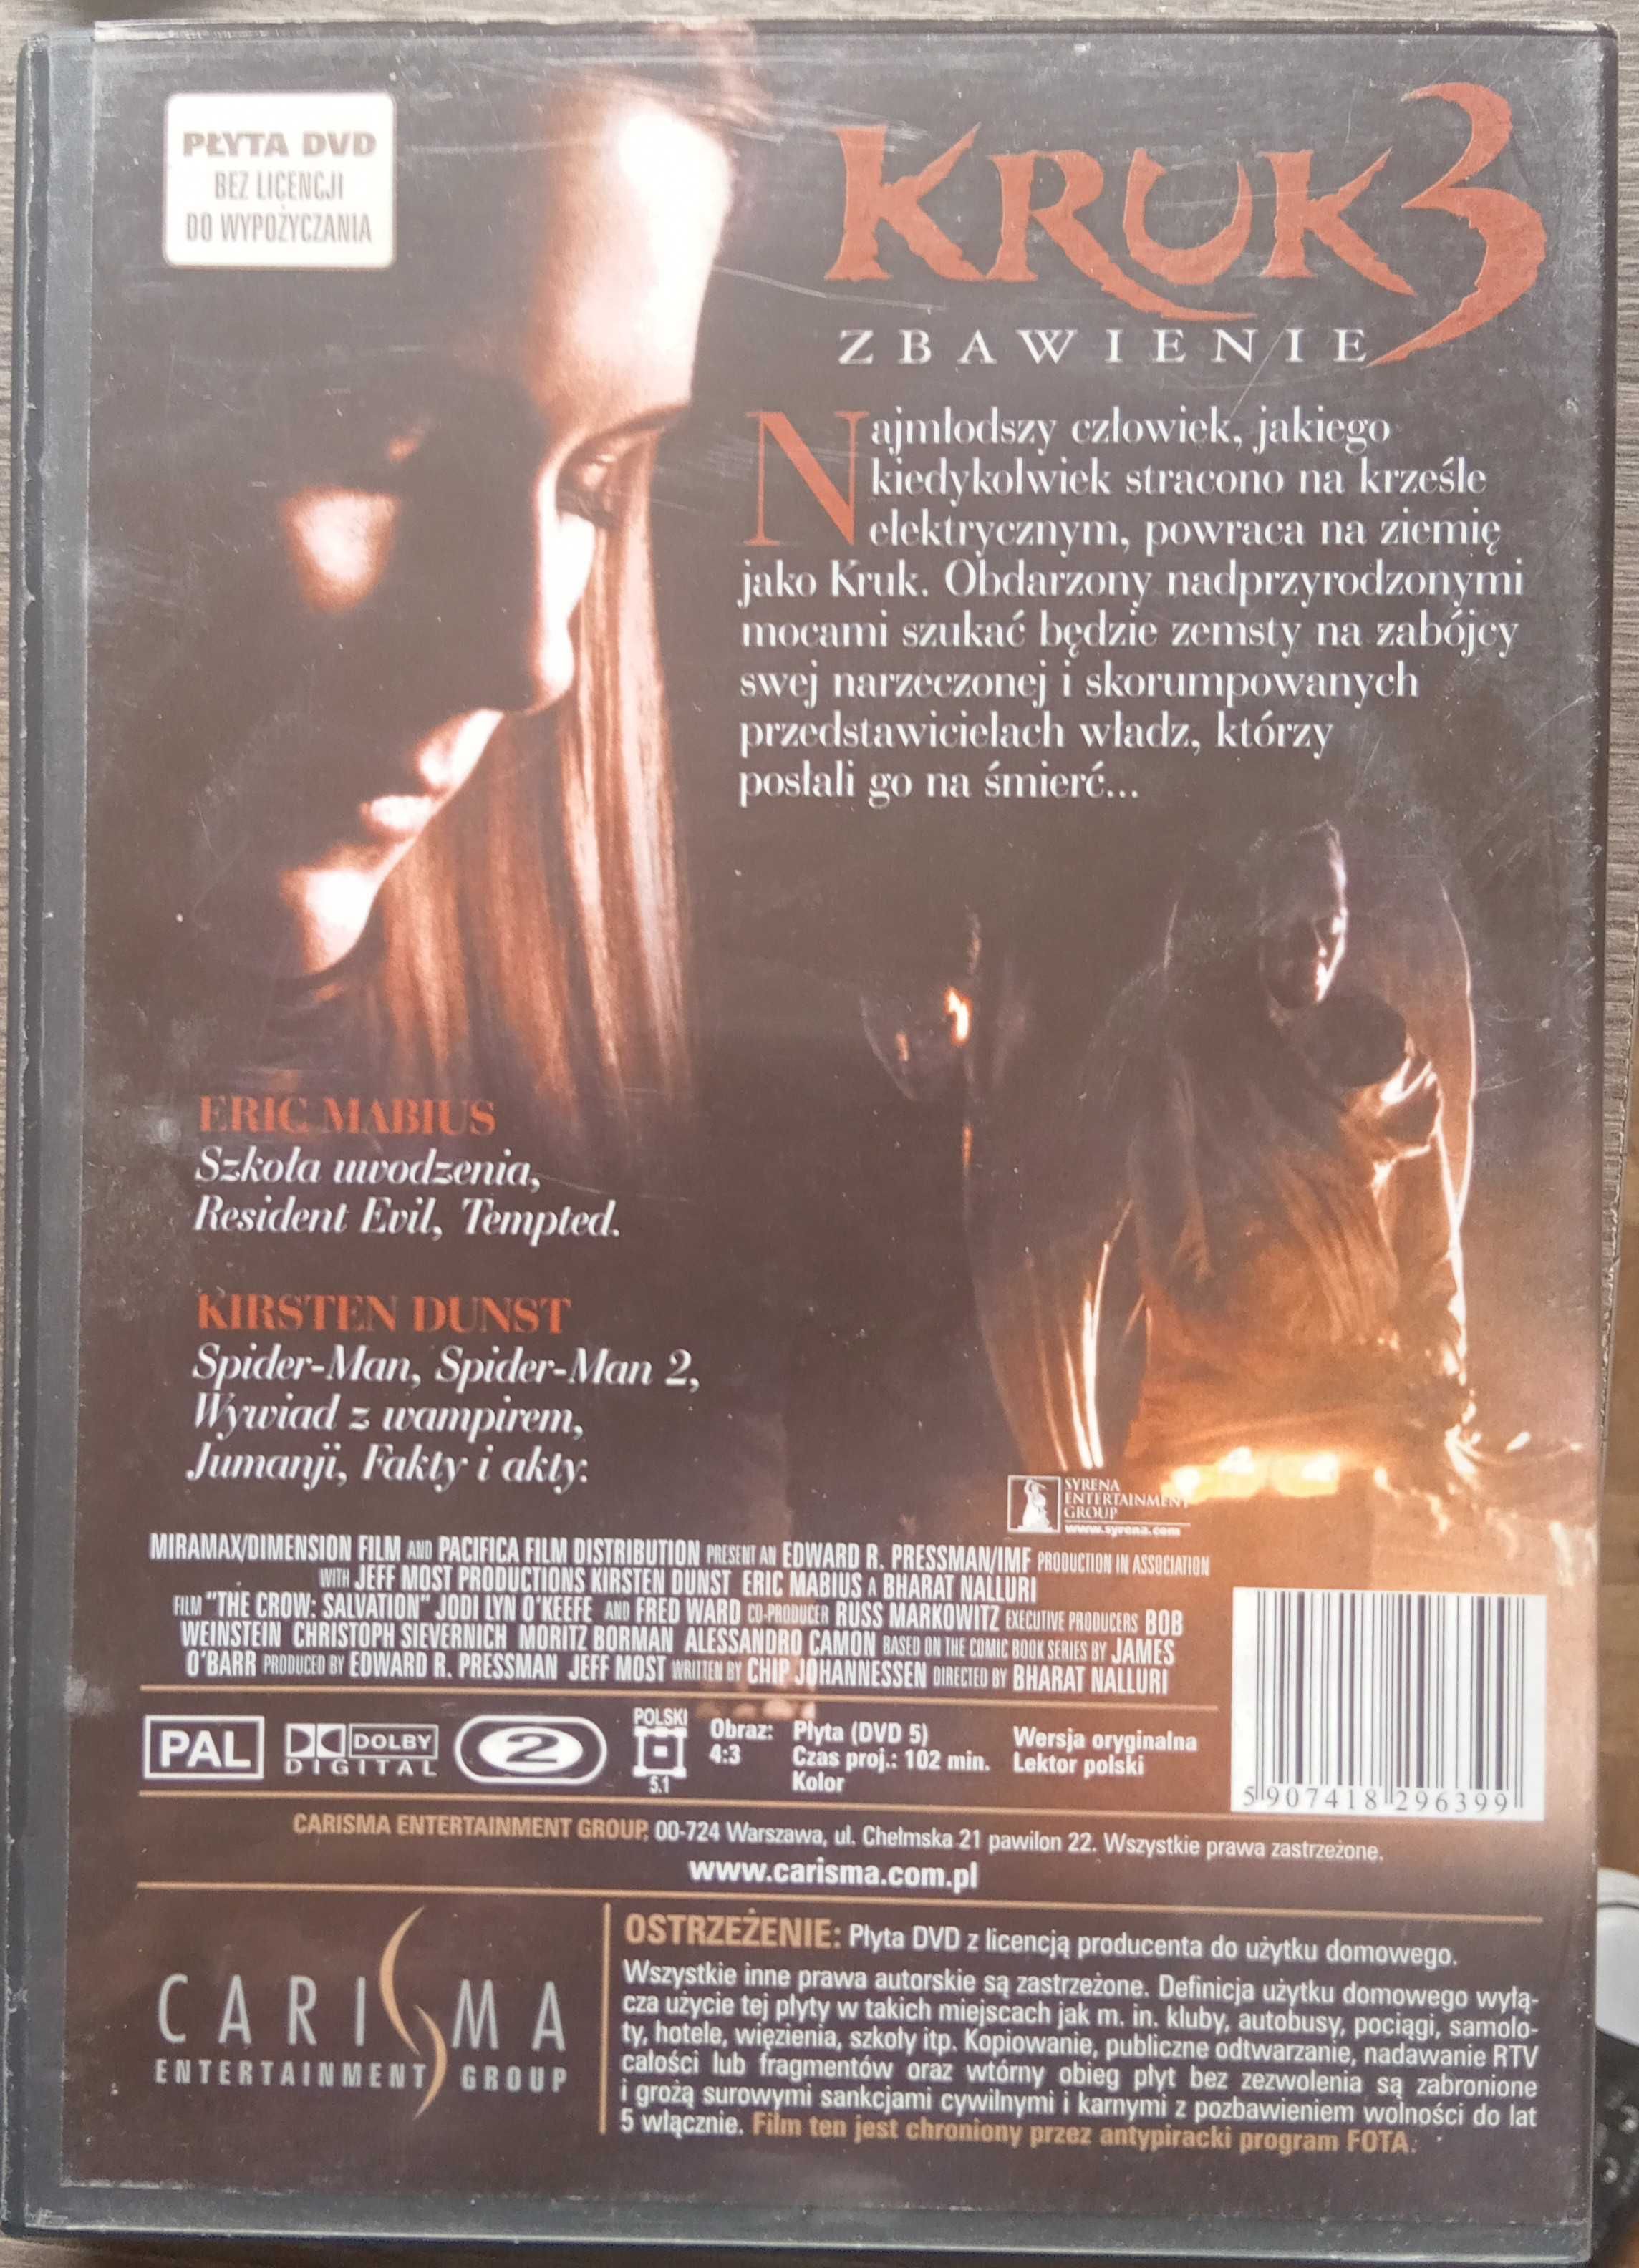 PŁYTA DVD
BEZ LICENCJI
DO WYPOŻYCZANIA
KRUK 3
ZBAWIENIE
Najmłodszy człowiek, jakiego
kiedykolwiek stracono na krześle
elektrycznym, powraca na ziemię
jako Kruk. Obdarzony nadprzyrodzonymi
mocami szukać będzie zemsty na zabójcy
swej narzeczonej i skorumpowanych
przedstawicielach władz, którzy
posłali go na śmierć...
ERIC MABIUS
Szkoła uwodzenia,
Resident Evil, Tempted.
KIRSTEN DUNST
Spider-Man, Spider-Man 2,
Wywiad z wampirem,
Jumanji, Fakty i akty.
SYRENA
ENTERTAINMENT
GROUP
www.syrena.com
MIRAMAX/DIMENSION FILM AND PACIFICA FILM DISTRIBUTION PRESENT AN EDWARD R. PRESSMAN/IMF PRODUCTION IN ASSOCIATION
WITH JEFF MOST PRODUCTIONS KIRSTEN DUNST ERIC MABIUS A BHARAT NALLURI
FILM "THE CROW: SALVATION" JODI LYN O'KEEFE AND FRED WARD CO-PRODUCER RUSS MARKOWITZ EXECUTIVE PRODUCERS BOB
WEINSTEIN CHRISTOPH SIEVERNICH MORITZ BORMAN ALESSANDRO CAMON BASED ON THE COMIC BOOK SERIES BY JAMES
O'BARR PRODUCED BY EDWARD R. PRESSMAN JEFF MOST WRITTEN BY CHIP JOHANNESSEN DIRECTED BY BHARAT NALLURI
PAL
DOLBY
DIGITAL
2
POLSKI
5.1
Obraz:
4:3
Płyta (DVD 5)
Czas proj.: 102 min.
Kolor
Wersja oryginalna
Lektor polski
5 907418 296399
CARISMA ENTERTAINMENT GROUP, 00-724 Warszawa, ul. Chełmska 21 pawilon 22. Wszystkie prawa zastrzeżone.
www.carisma.com.pl
CARISMA
ENTERTAINMENT GROUP
OSTRZEŻENIE: Płyta DVD z licencją producenta do użytku domowego.
Wszystkie inne prawa autorskie są zastrzeżone. Definicja użytku domowego wyłą-
cza użycie tej płyty w takich miejscach jak m. in. kluby, autobusy, pociągi, samolo-
ty, hotele, więzienia, szkoły itp. Kopiowanie, publiczne odtwarzanie, nadawanie RTV
całości lub fragmentów oraz wtórny obieg płyt bez zezwolenia są zabronione
i grożą surowymi sankcjami cywilnymi i karnymi z pozbawieniem wolności do lat
5 włącznie. Film ten jest chroniony przez antypiracki program FOTA.